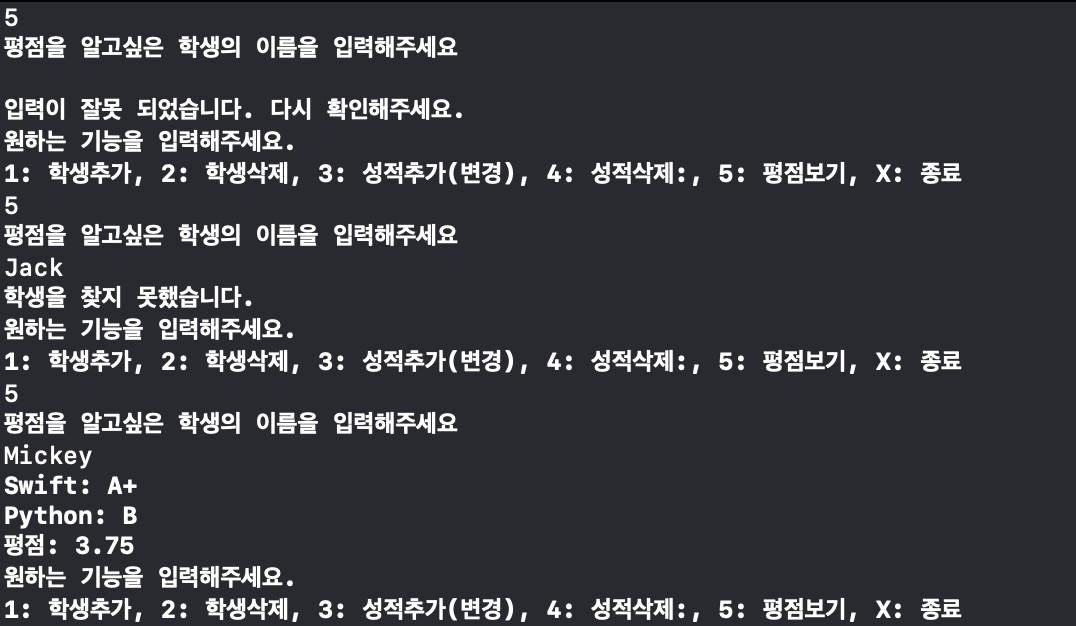 5
평점을 알고싶은 학생의 이름을 입력해주세요
입력이 잘못 되었습니다. 다시 확인해주세요.
원하는 기능을 입력해주세요.
1: 학생추가, 2: 학생삭제, 3: 성적추가(변경), 4: 성적삭제:, 5: 평점보기, X: 종료
5
평점을 알고싶은 학생의 이름을 입력해주세요
Jack
학생을 찾지 못했습니다.
원하는 기능을 입력해주세요.
1: 학생추가, 2: 학생삭제, 3: 성적추가(변경), 4: 성적삭제:, 5: 평점보기, X: 종료
5
평점을 알고싶은 학생의 이름을 입력해주세요
Mickey
Swift: A+
Python: B
평점: 3.75
원하는 기능을 입력해주세요.
1: 학생추가, 2: 학생삭제, 3: 성적추가(변경), 4: 성적삭제:, 5: 평점보기, X: 종료